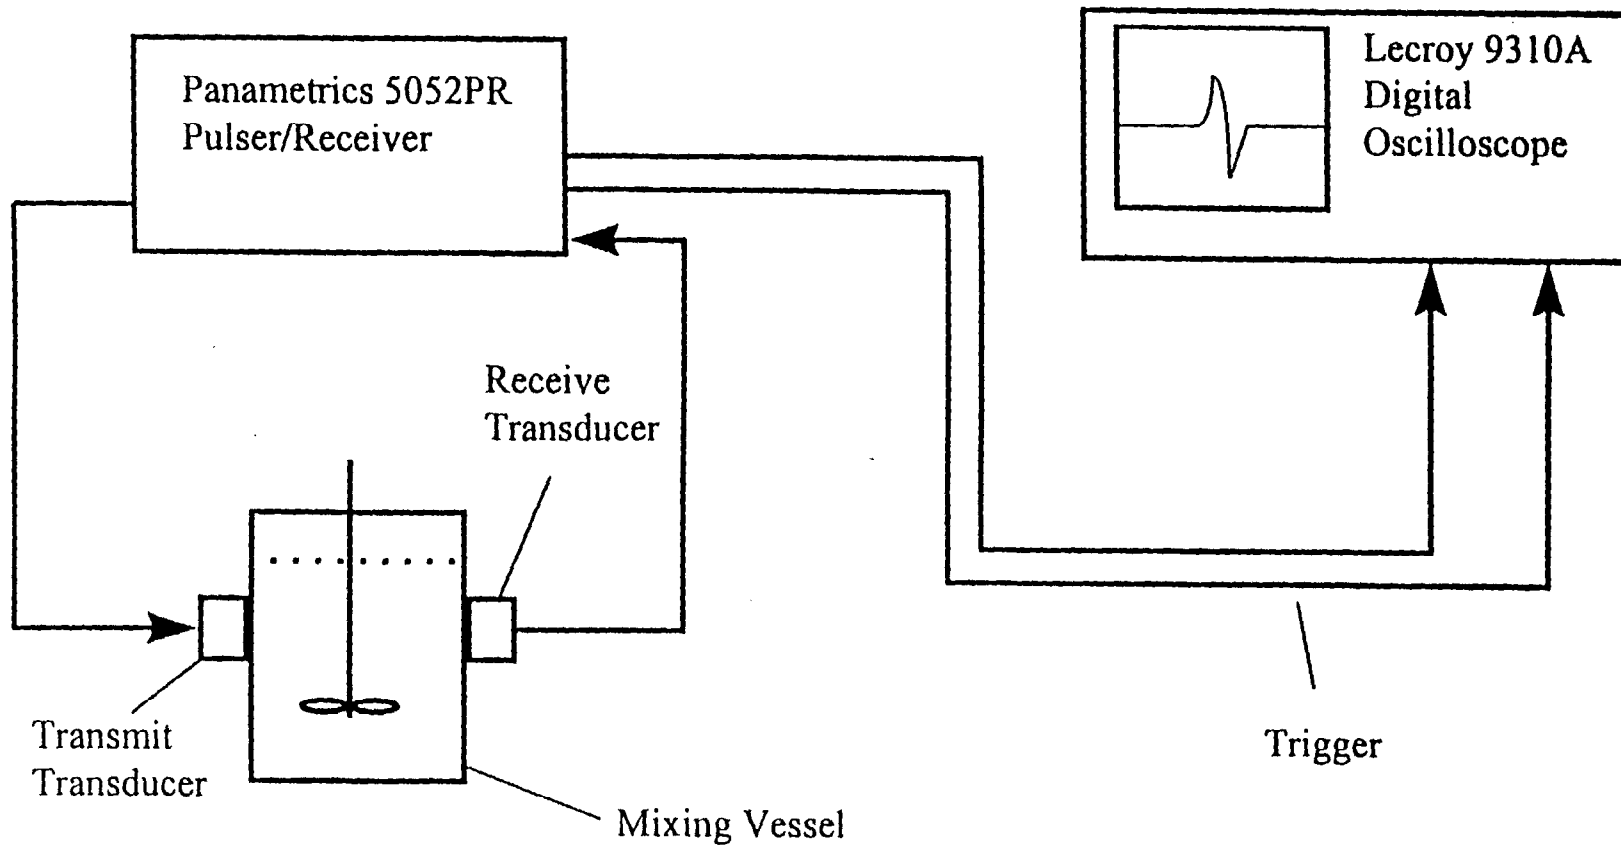 Panametrics 5052PR
Pulser/Receiver
Lecroy 9310A
Digital
Oscilloscope
Receive
Transducer
Transmit
Transducer
Trigger
Mixing Vessel